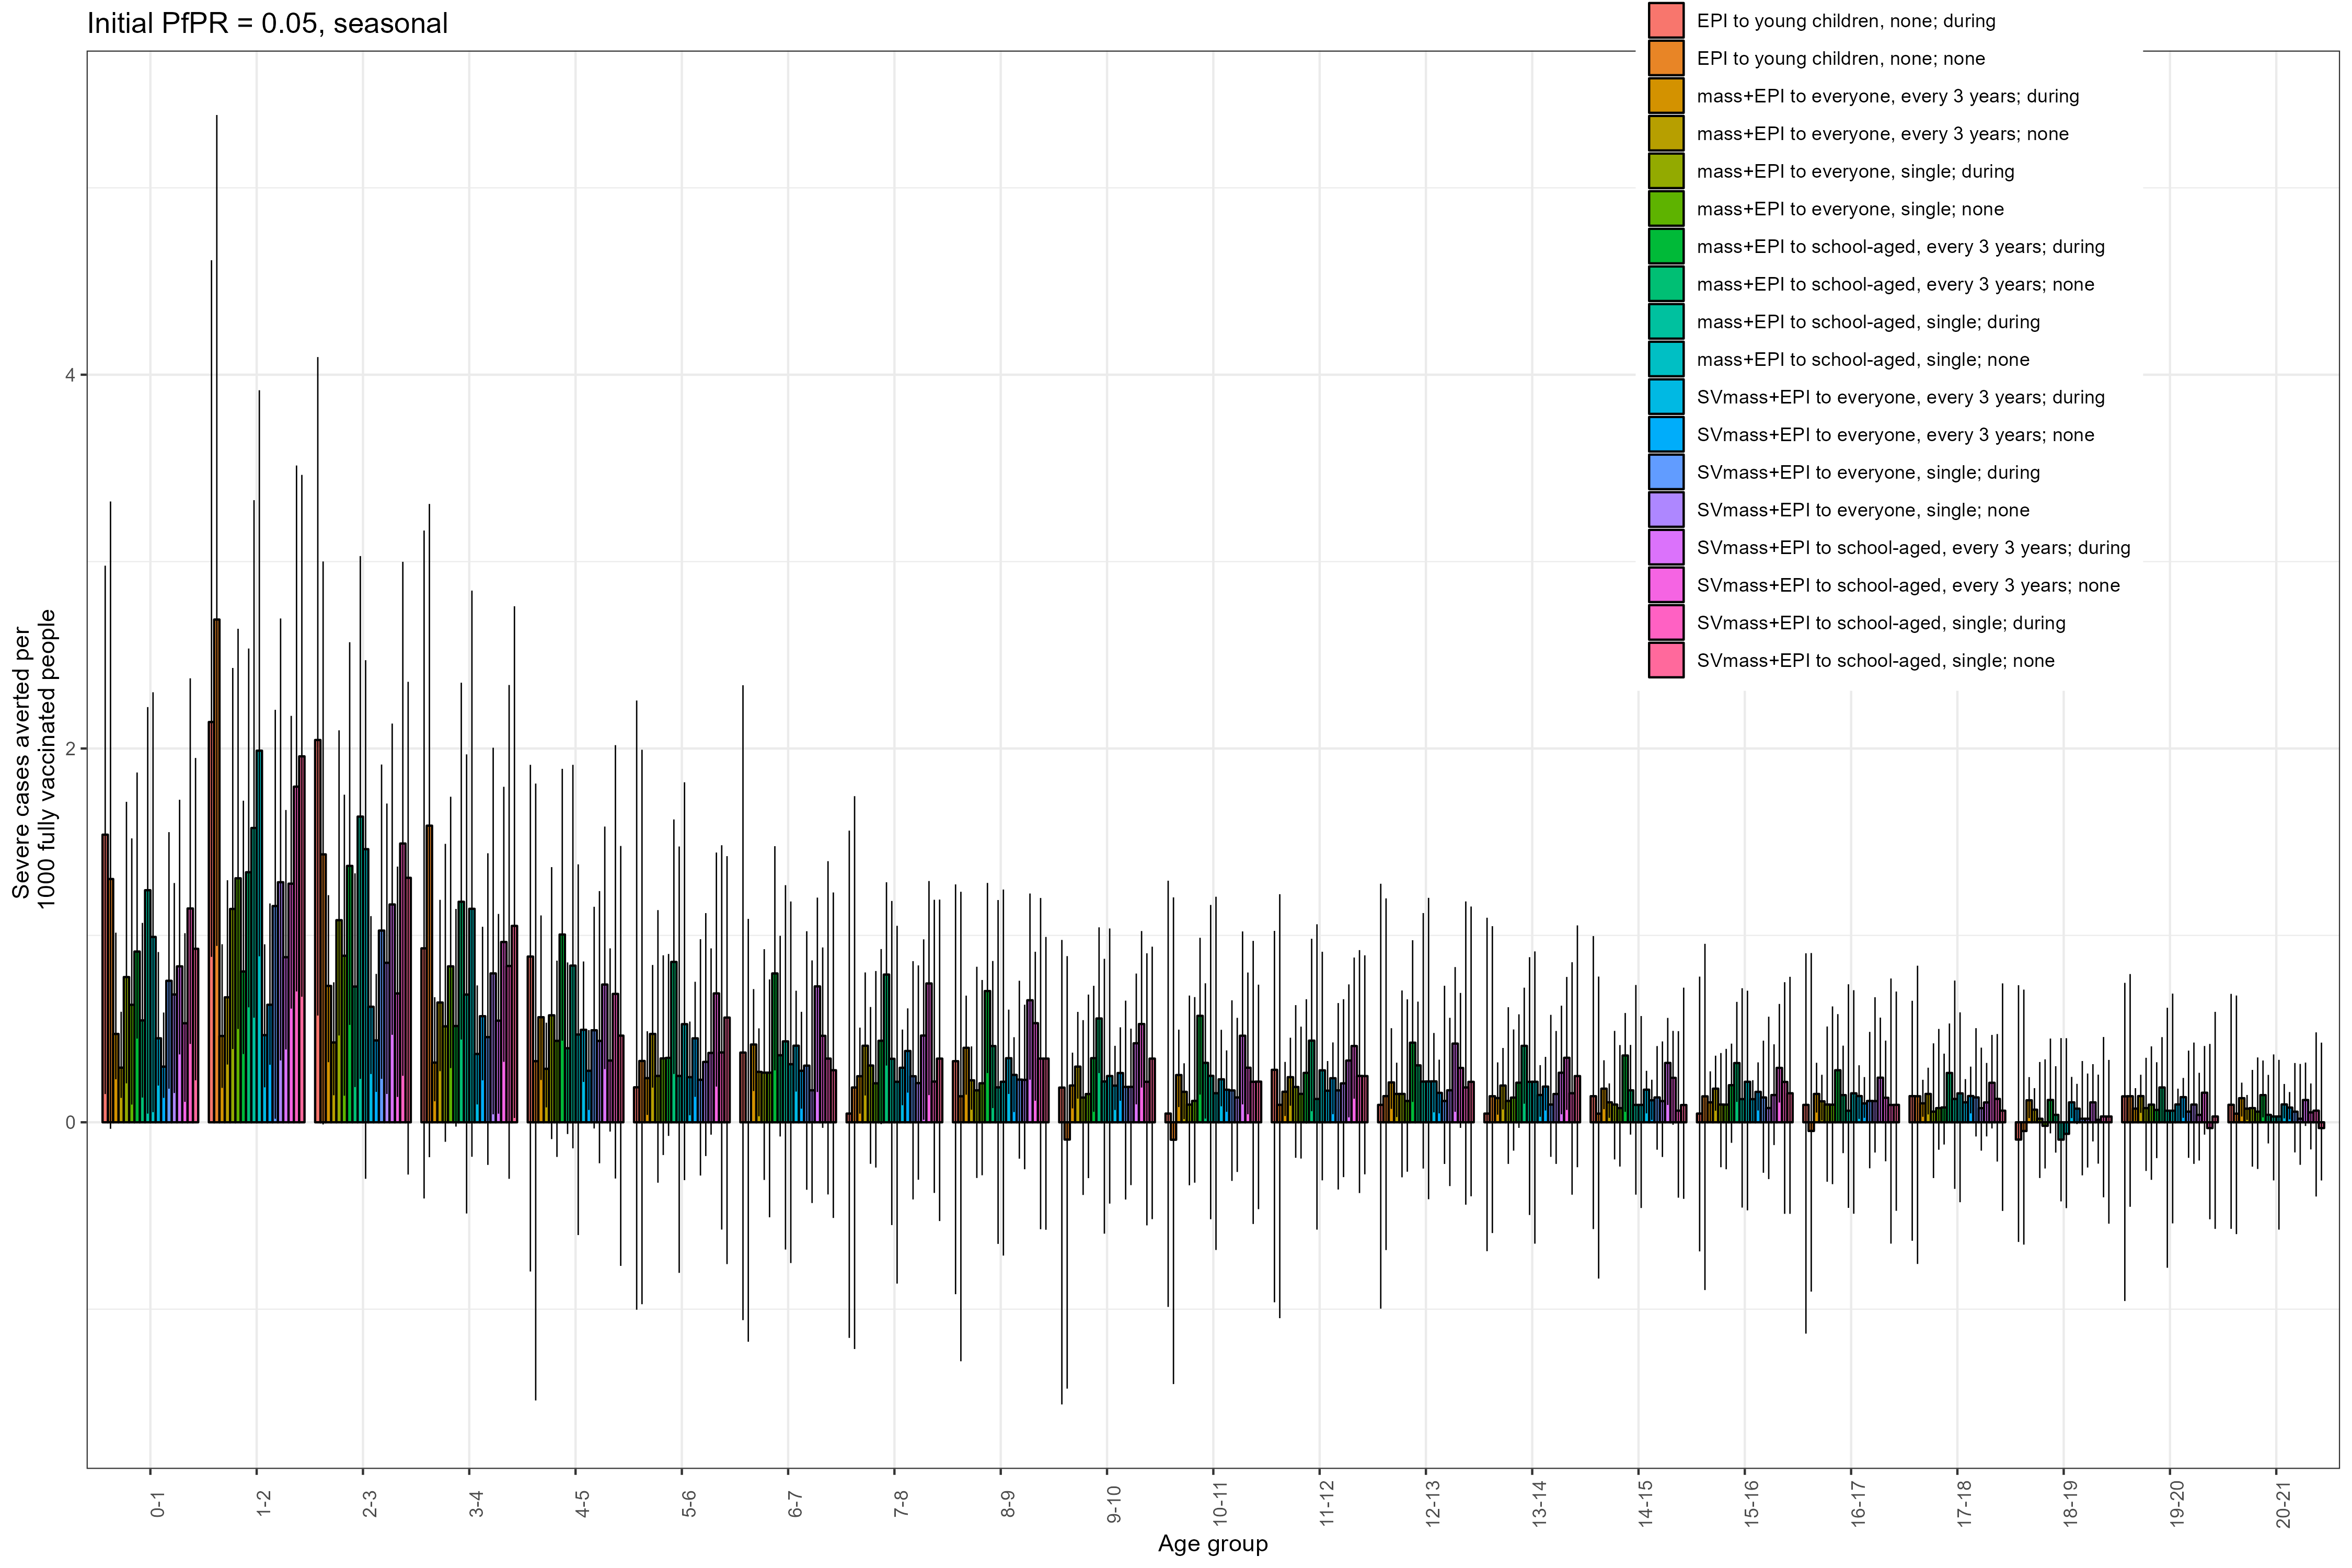 Initial PfPR = 0.05, seasonal
EPI to young children, none; during
EPI to young children, none; none
mass+EPI to everyone, every 3 years; during
mass+EPI to everyone, every 3 years; none
mass+EPI to everyone, single; during
mass+EPI to everyone, single; none
mass+EPI to school-aged, every 3 years; during
mass+EPI to school-aged, every 3 years; none
mass+EPI to school-aged, single; during
mass+EPI to school-aged, single; none
SVmass+EPI to everyone, every 3 years; during
SVmass+EPI to everyone, every 3 years; none
SVmass+EPI to everyone, single; during
SVmass+EPI to everyone, single; none
SVmass+EPI to school-aged, every 3 years; during
SVmass+EPI to school-aged, every 3 years; none
SVmass+EPI to school-aged, single; during
SVmass+EPI to school-aged, single; none
Severe cases averted per
1000 fully vaccinated people
4
2
0
0-1
1-2
2-3
3-4
4-5
5-6
6-7
7-8
8-9
9-10
10-11
11-12
12-13
13-14
14-15
15-16
16-17
17-18
18-19
19-20
20-21
Age group